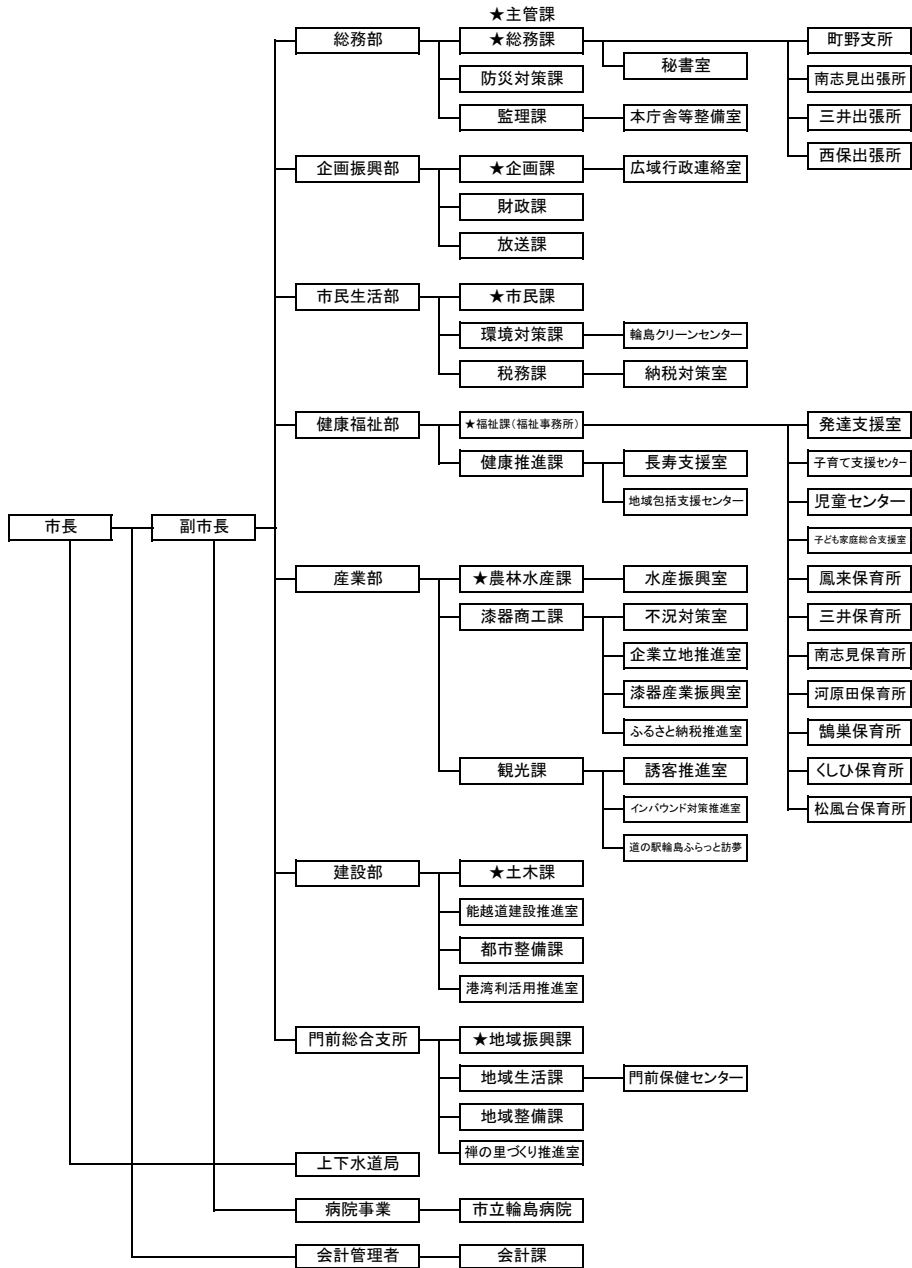 ★主管課
総務部 ★総務課 町野支所
秘書室
防災対策課 南志見出張所
監理課 本庁舎等整備室 三井出張所
西保出張所
企画振興部 ★企画課 広域行政連絡室
財政課
放送課
市民生活部 ★市民課
環境対策課 輪島クリーンセンター
税務課 納税対策室
健康福祉部 ★福祉課(福祉事務所) 発達支援室
健康推進課 長寿支援室 子育て支援センター
地域包括支援センター 児童センター
市長 副市長 子ども家庭総合支援室
産業部 ★農林水産課 水産振興室 鳳来保育所
漆器商工課 不況対策室 三井保育所
企業立地推進室 南志見保育所
漆器産業振興室 河原田保育所
ふるさと納税推進室 鵠巣保育所
観光課 誘客推進室 くしひ保育所
インバウンド対策推進室 松風台保育所
道の駅輪島ふらっと訪夢
建設部 ★土木課
能越道建設推進室
都市整備課
港湾利活用推進室
門前総合支所 ★地域振興課
地域生活課 門前保健センター
地域整備課
禅の里づくり推進室
上下水道局
病院事業 市立輪島病院
会計管理者 会計課